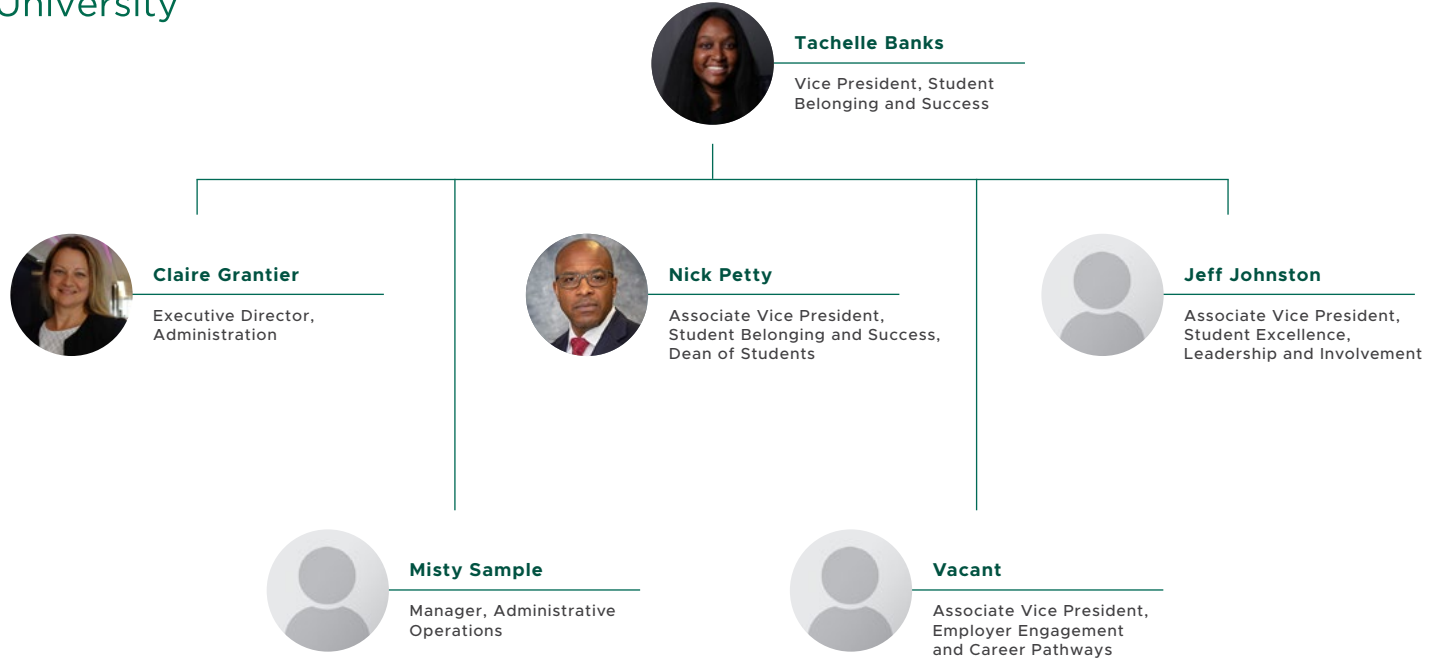 University
Tachelle Banks
Vice President, Student
Belonging and Success
Claire Grantier
Executive Director,
Administration
Nick Petty
Associate Vice President,
Student Belonging and Success,
Dean of Students
Jeff Johnston
Associate Vice President,
Student Excellence,
Leadership and Involvement
Misty Sample
Manager, Administrative
Operations
Vacant
Associate Vice President,
Employer Engagement
and Career Pathways